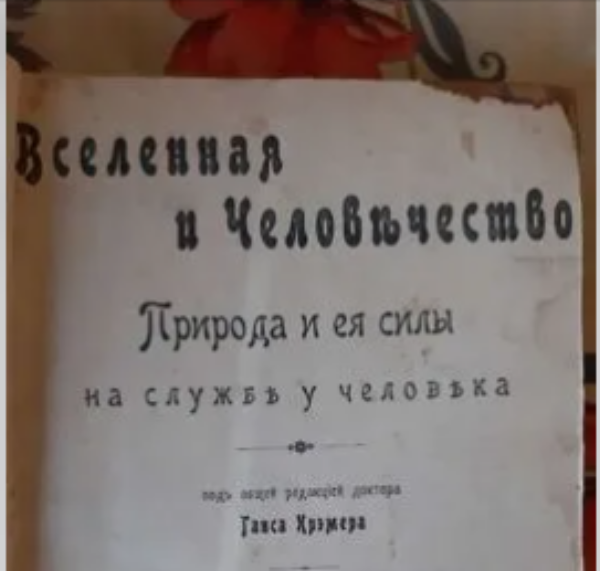 Вселенная
и Человѣчество
Природа и ея силы
на службѣ у человѣка
подъ общей редакціей доктора
Ганса Крэмера